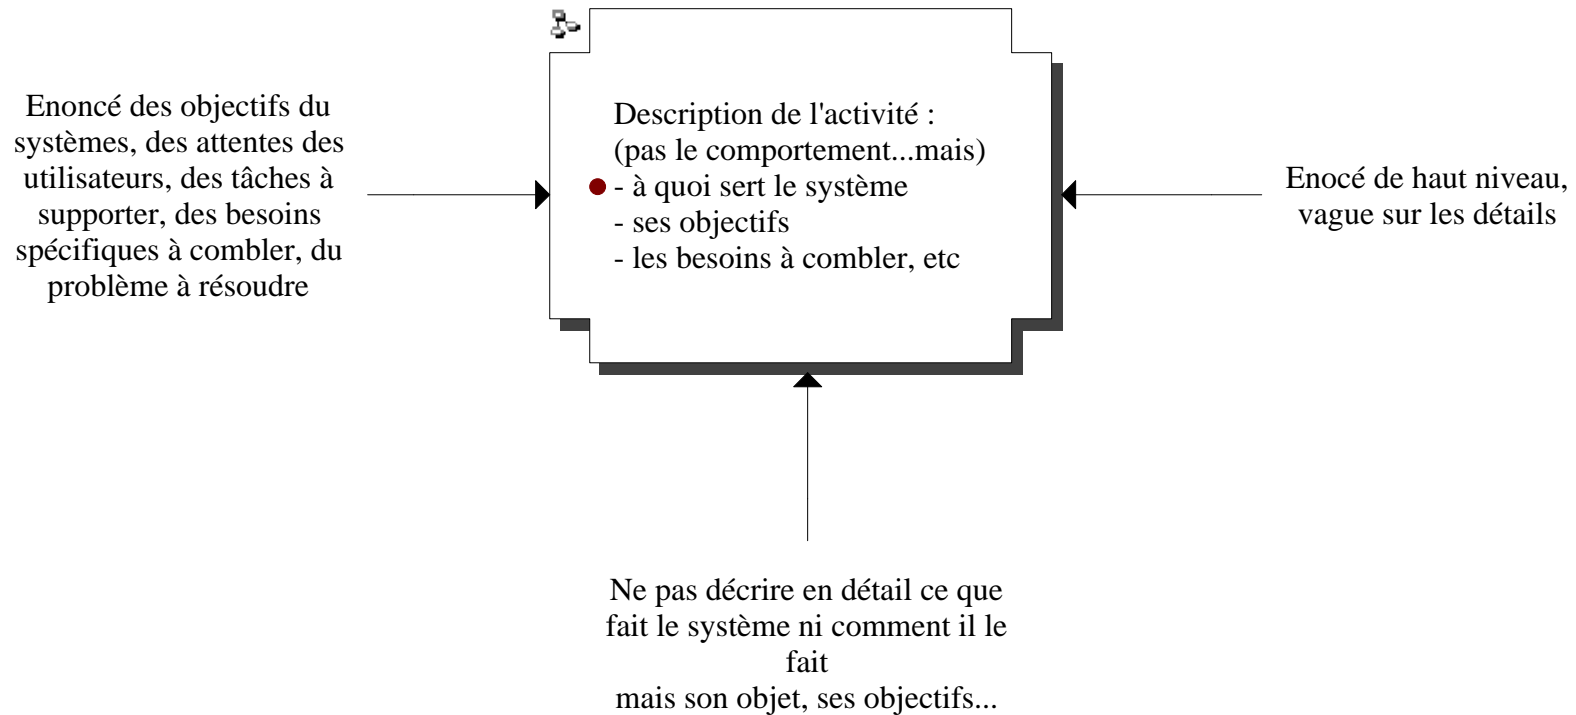 Enoncé des objectifs du
systèmes, des attentes des
utilisateurs, des tâches à
supporter, des besoins
spécifiques à combler, du
problème à résoudre
Description de l'activité :
(pas le comportement...mais)
- à quoi sert le système
- ses objectifs
- les besoins à combler, etc
Enocé de haut niveau,
vague sur les détails
Ne pas décrire en détail ce que
fait le système ni comment il le
fait
mais son objet, ses objectifs...